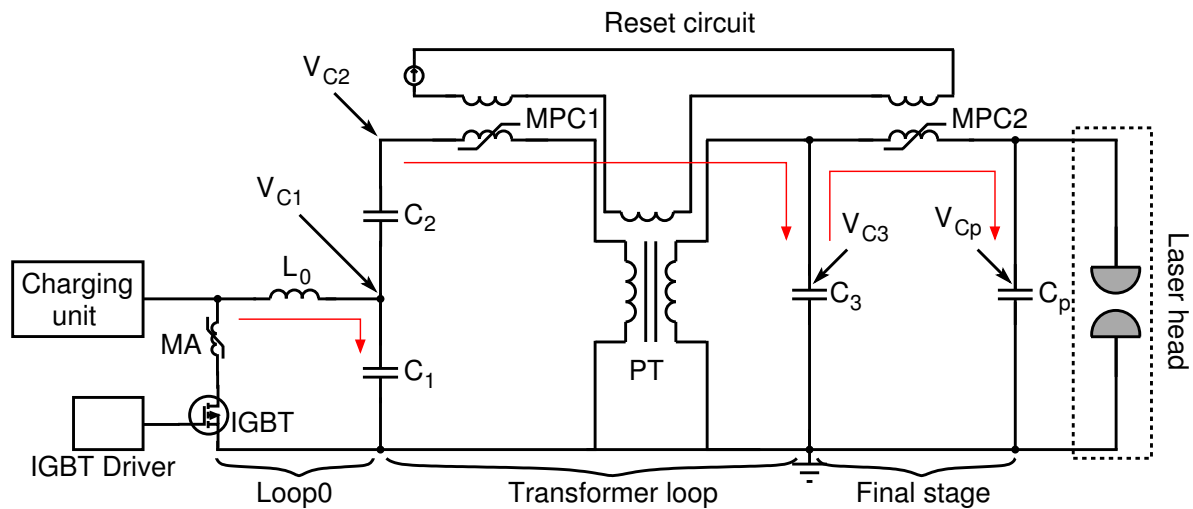 Reset circuit
V_C2
MPC1
MPC2
V_C1
C_2
V_C3
V_Cp
Laser head
Charging
unit
L_0
C_3
C_p
MA
C_1
PT
IGBT
IGBT Driver
Loop0
Transformer loop
Final stage